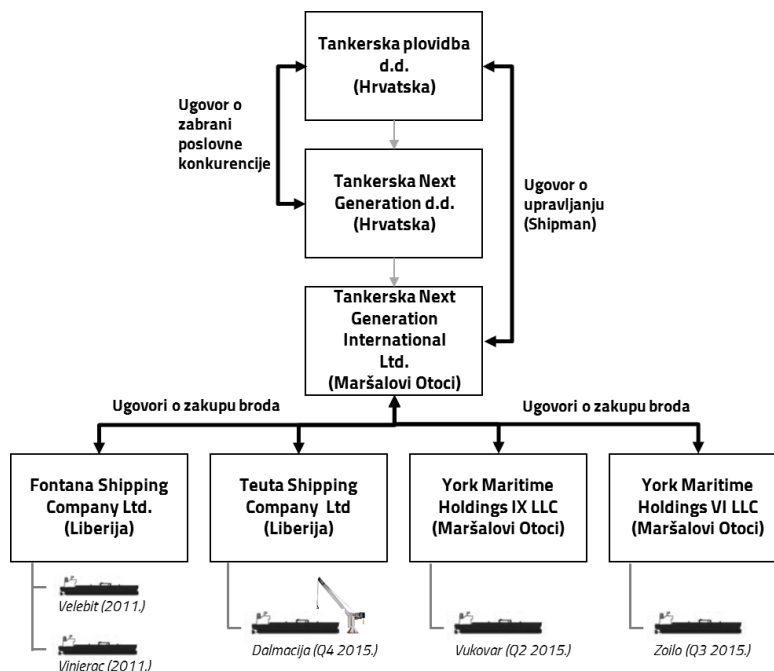 Tankerska plovidba
d.d.
(Hrvatska)
Ugovor o
zabrani
poslovne
konkurencije
Tankerska Next
Generation d.d.
(Hrvatska)
Ugovor o
upravljanju
(Shipman)
Tankerska Next
Generation
International
Ltd.
(Maršalovi Otoci)
Ugovori o zakupu broda
Ugovori o zakupu broda
Fontana Shipping
Company Ltd.
(Liberija)
Teuta Shipping
Company Ltd
(Liberija)
York Maritime
Holdings IX LLC
(Maršalovi Otoci)
York Maritime
Holdings VI LLC
(Maršalovi Otoci)
Velebit (2011.)
Vinjerac (2011.)
Dalmacija (Q4 2015.)
Vukovar (Q2 2015.)
Zoilo (Q3 2015.)